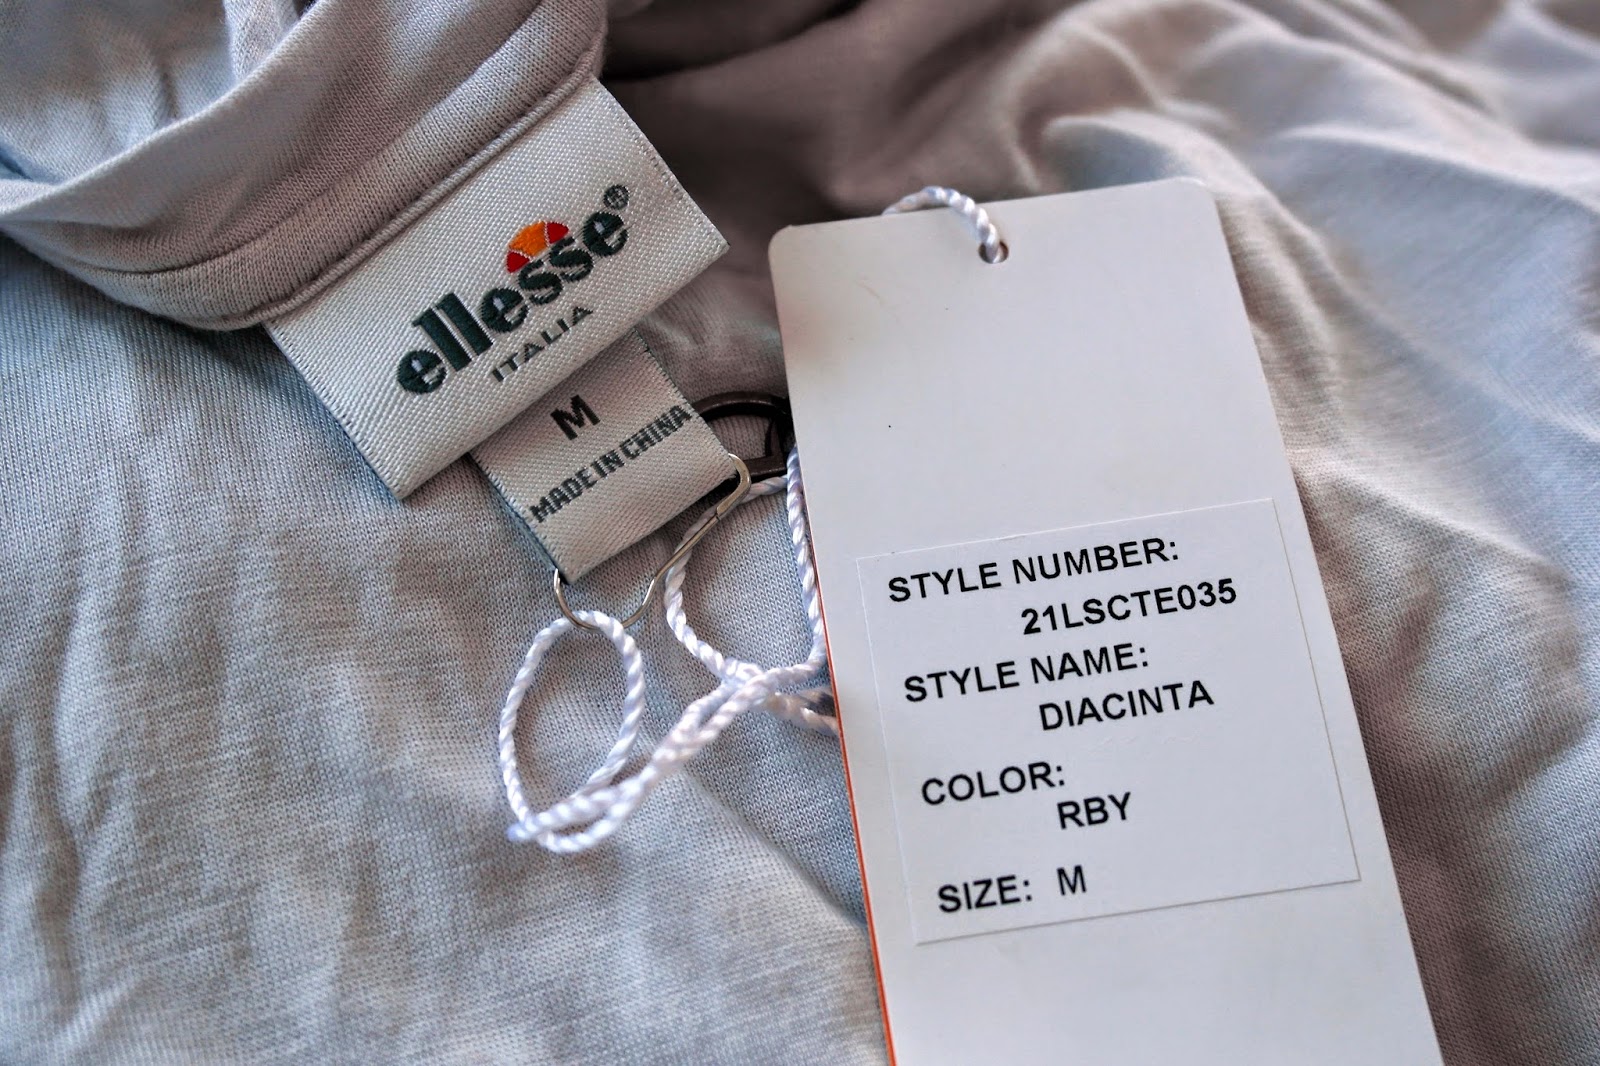 ellesse®
ITALIA
M
MADE IN CHINA
STYLE NUMBER:
21LSCTE035
STYLE NAME:
DIACINTA
COLOR:
RBY
SIZE: M